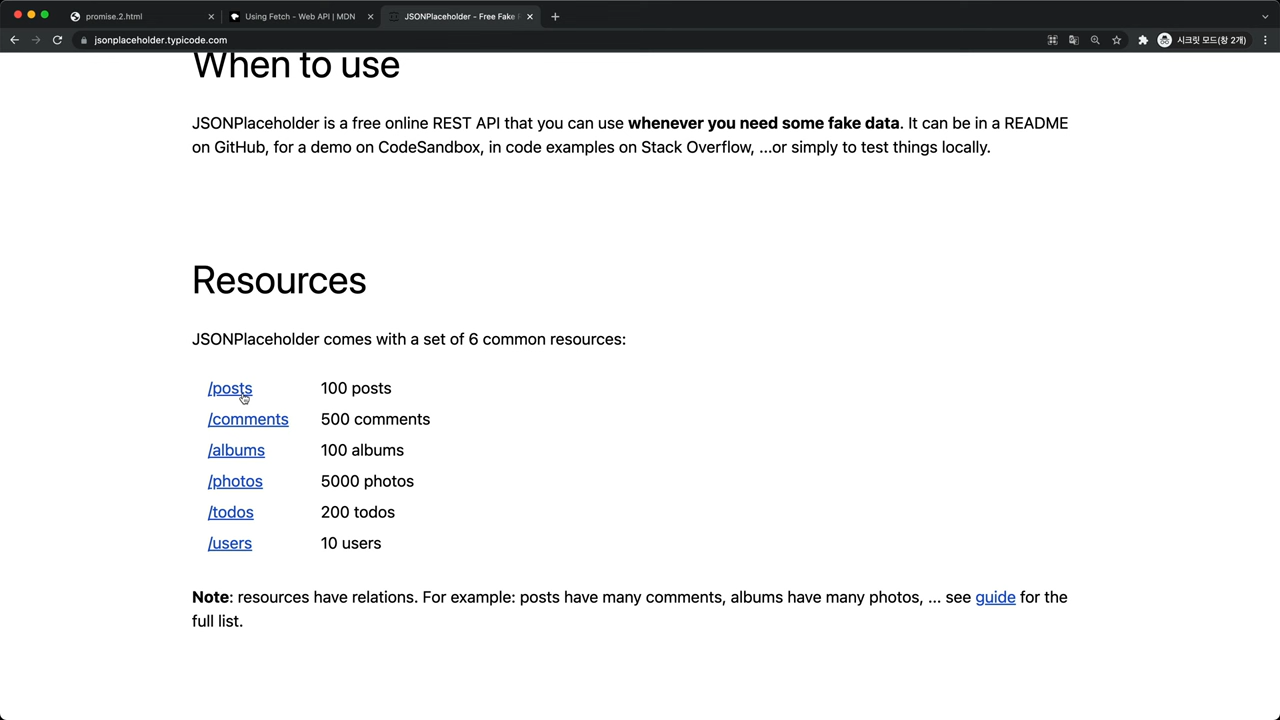 promise.2.html
Using Fetch - Web API | MDN
JSONPlaceholder - Free Fake
jsonplaceholder.typicode.com
시크릿 모드(창 2개)
When to use
JSONPlaceholder is a free online REST API that you can use whenever you need some fake data. It can be in a README
on GitHub, for a demo on CodeSandbox, in code examples on Stack Overflow, ...or simply to test things locally.
Resources
JSONPlaceholder comes with a set of 6 common resources:
/posts 100 posts
/comments 500 comments
/albums 100 albums
/photos 5000 photos
/todos 200 todos
/users 10 users
Note: resources have relations. For example: posts have many comments, albums have many photos, ... see guide for the
full list.